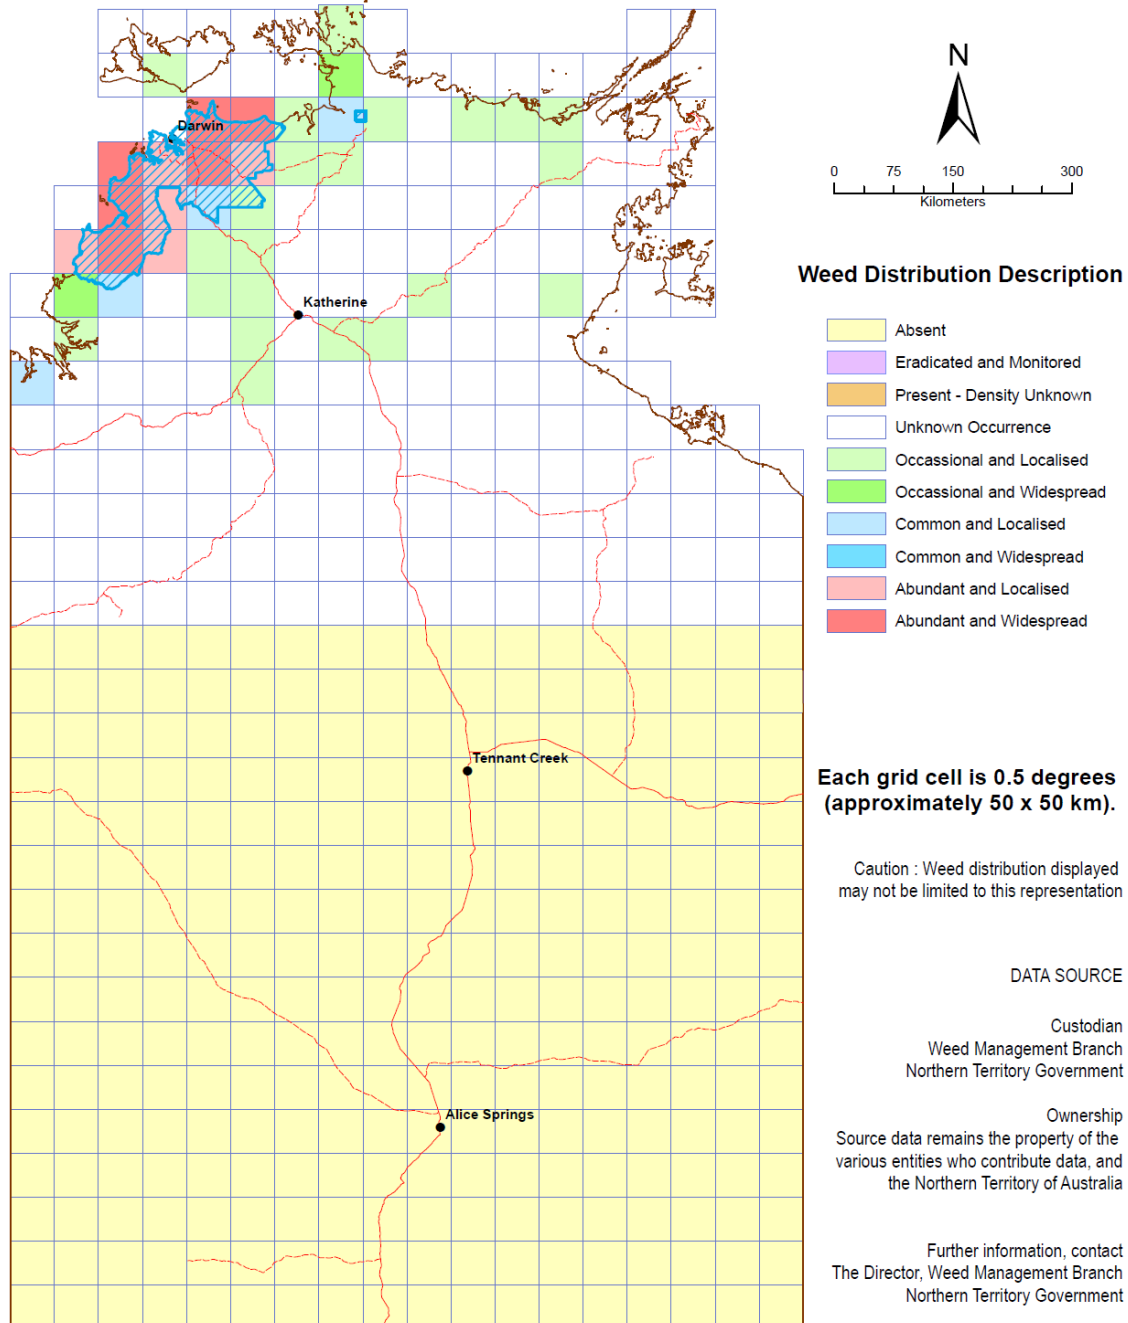 N
Darwin
0 75 150 300
Kilometers
Weed Distribution Description
Katherine
Absent
Eradicated and Monitored
Present - Density Unknown
Unknown Occurrence
Occassional and Localised
Occassional and Widespread
Common and Localised
Common and Widespread
Abundant and Localised
Abundant and Widespread
Tennant Creek
Each grid cell is 0.5 degrees
(approximately 50 x 50 km).
Caution : Weed distribution displayed
may not be limited to this representation
DATA SOURCE
Custodian
Weed Management Branch
Northern Territory Government
Alice Springs
Ownership
Source data remains the property of the
various entities who contribute data, and
the Northern Territory of Australia
Further information, contact
The Director, Weed Management Branch
Northern Territory Government